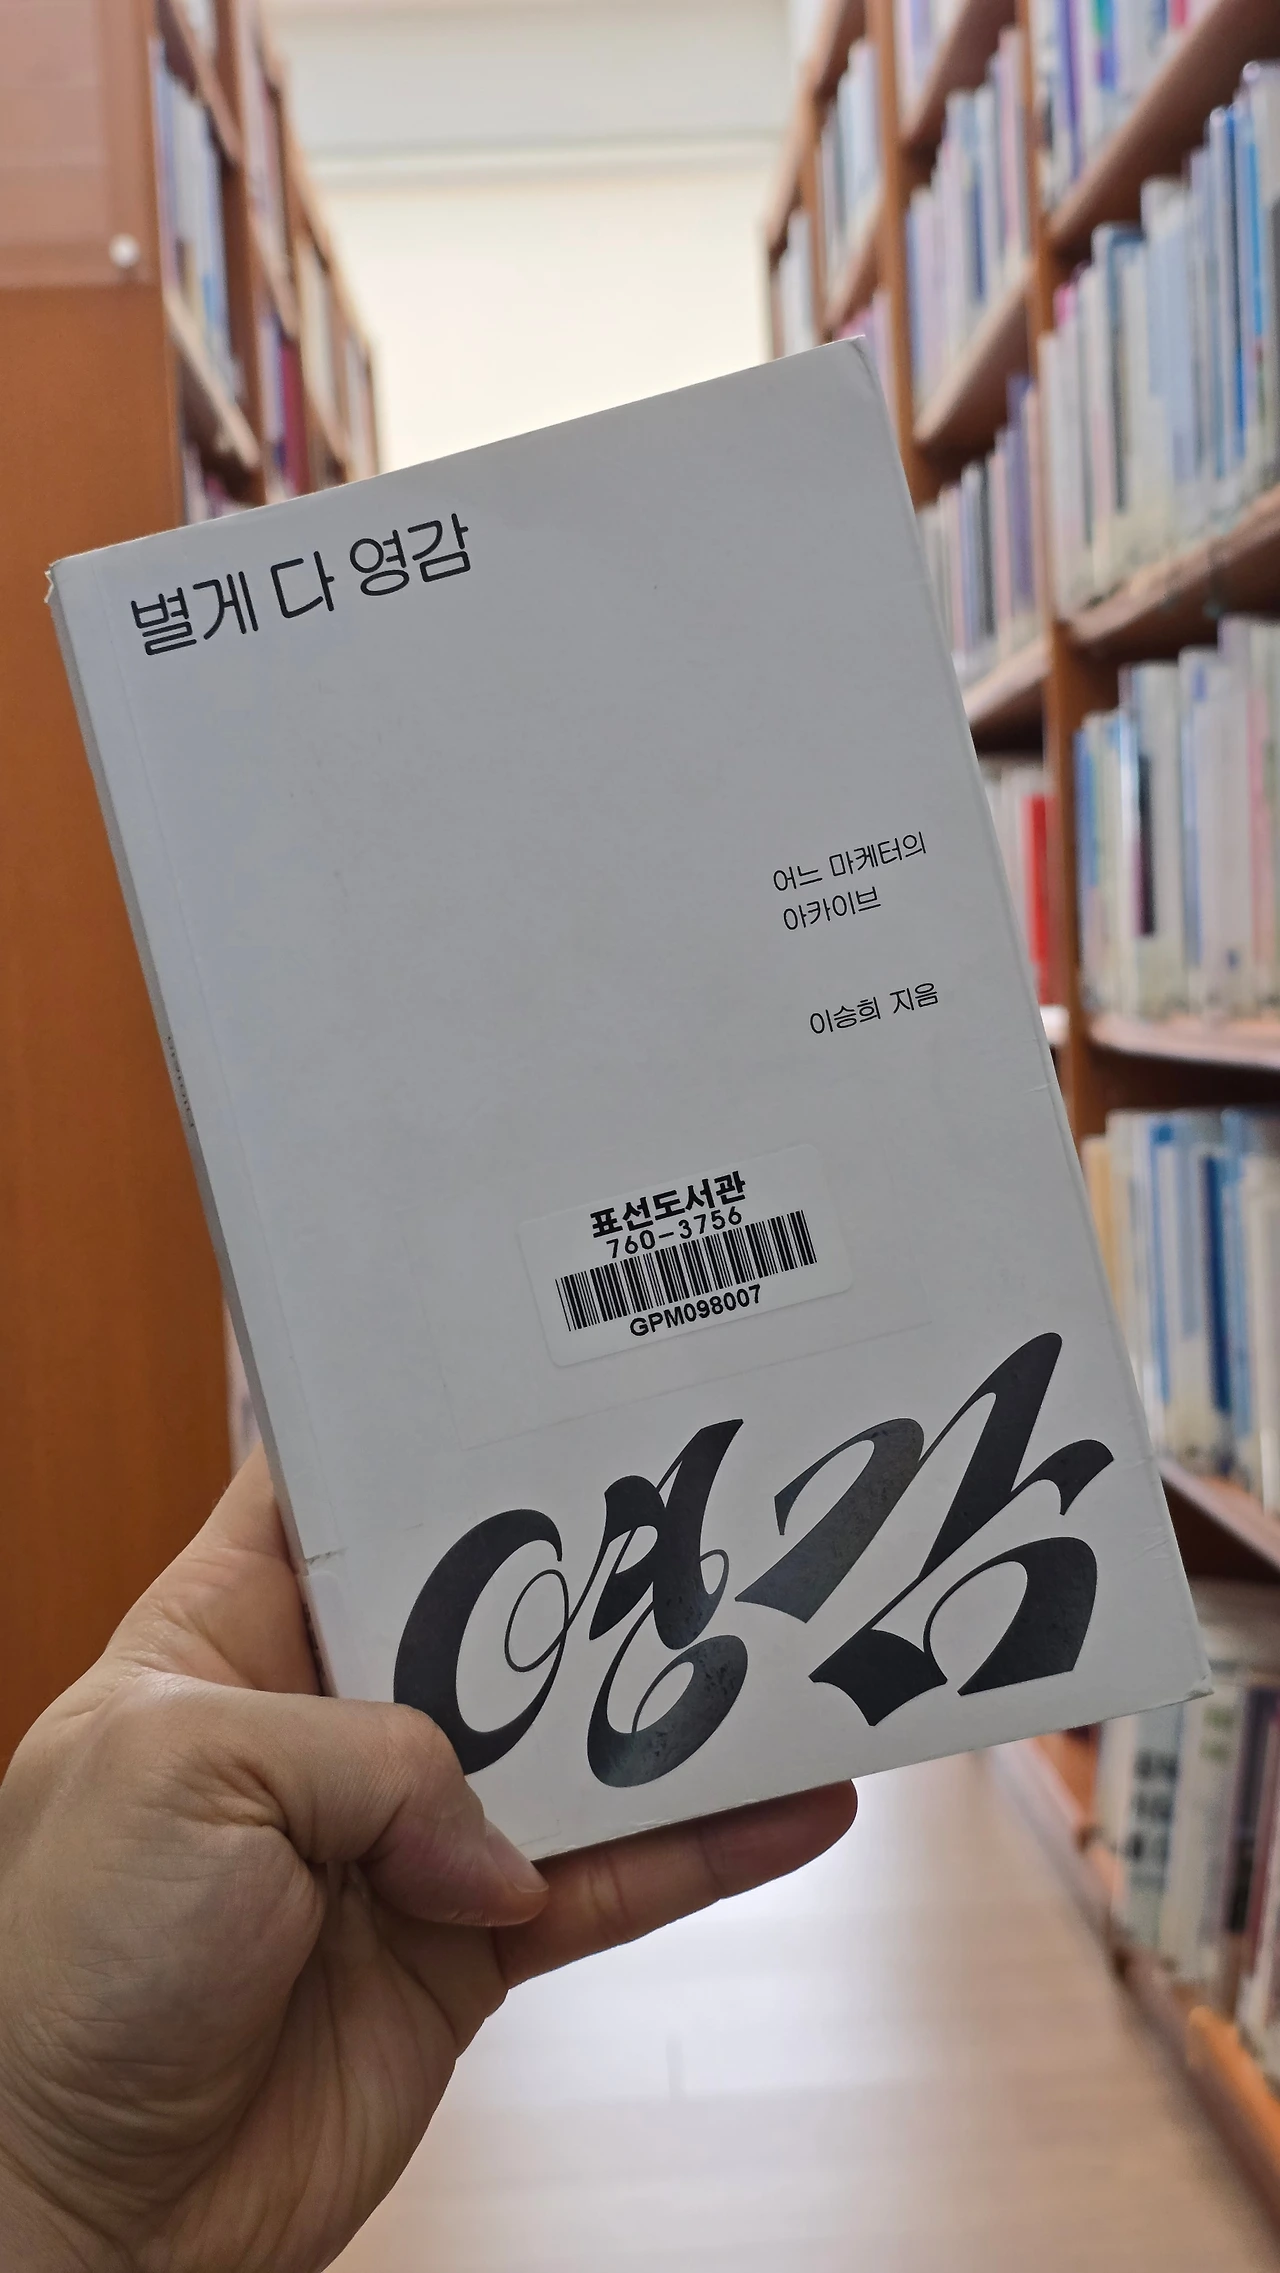 별게 다 영감
어느 마케터의
아카이브
이승희 지음
표선도서관
760-3756
GPM098007
영감